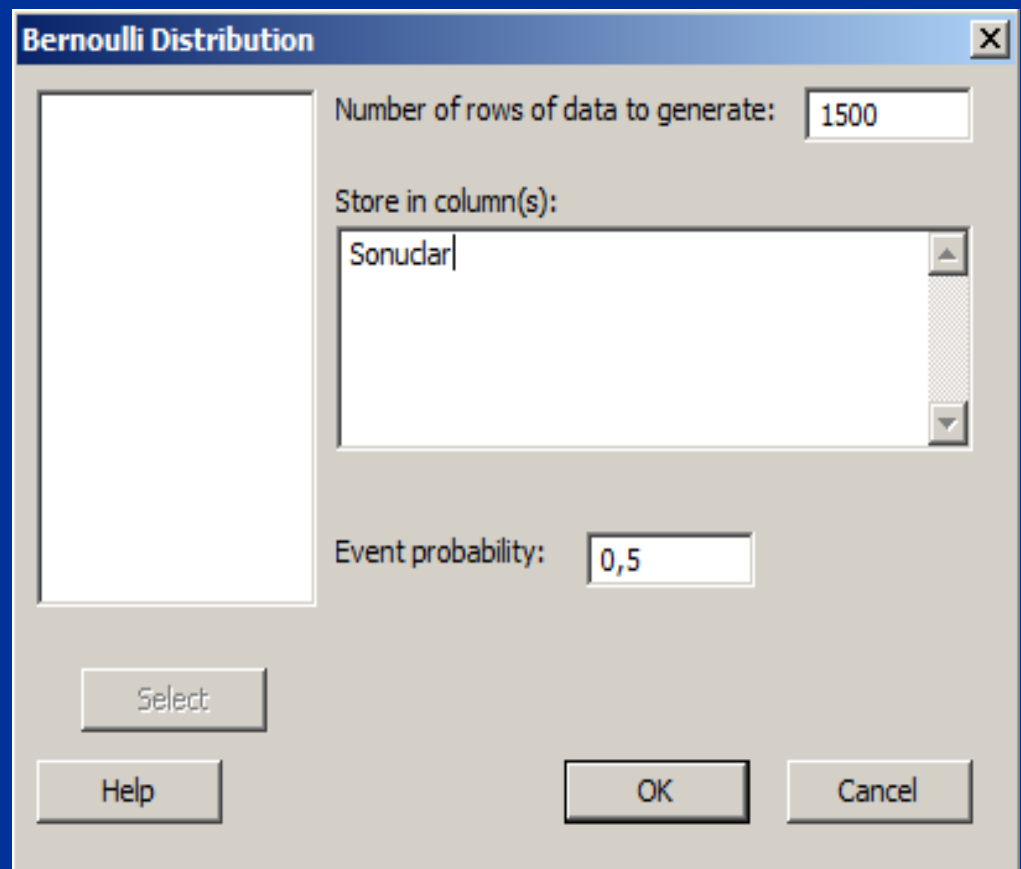 Bernoulli Distribution
Number of rows of data to generate: 1500
Store in column(s):
Sonuclar
Event probability: 0,5
Select
Help OK Cancel